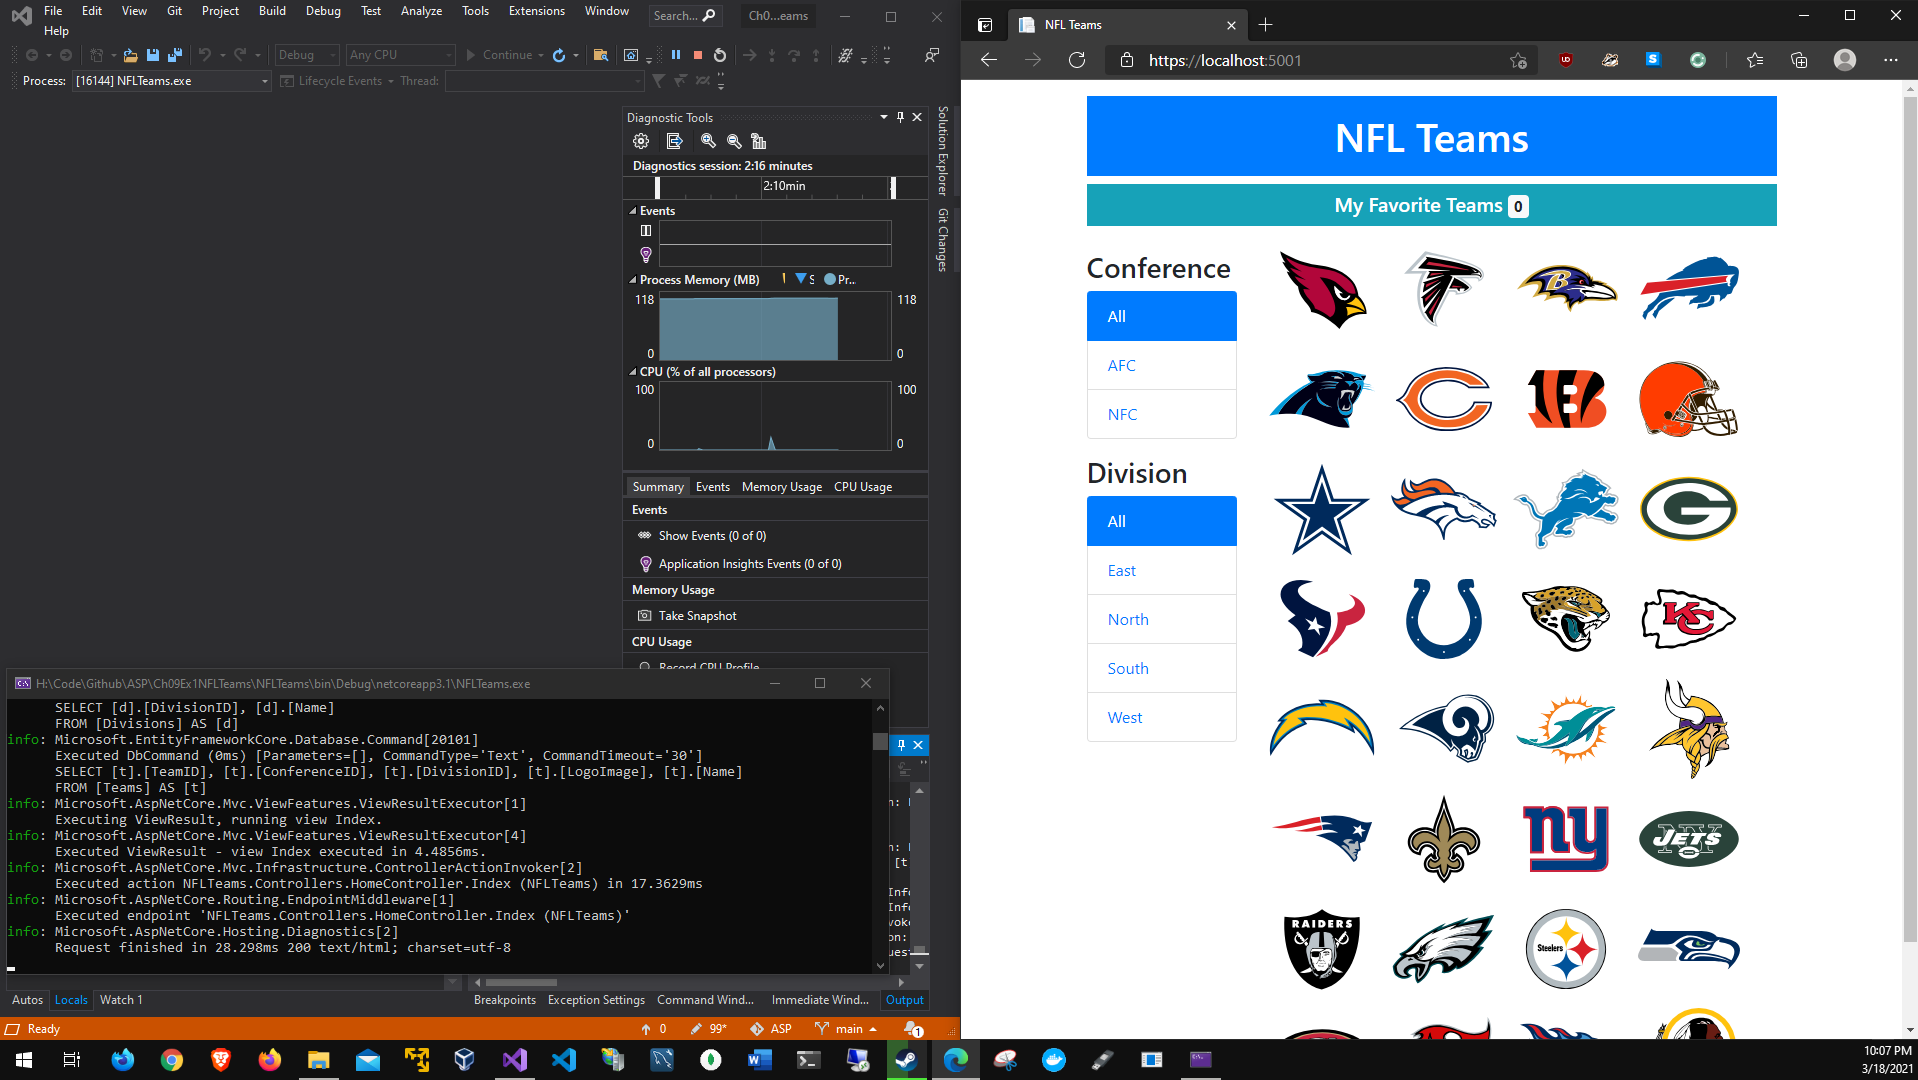 File Edit View Git Project Build Debug Test Analyze Tools Extensions Window Search... Ch0...eams
Help
Debug Any CPU Continue
Process: [16144] NFLTeams.exe Lifecycle Events Thread:
Diagnostic Tools
Diagnostics session: 2:16 minutes
2:10min
Events
Process Memory (MB) S Pr...
118 118
0 0
CPU (% of all processors)
100 100
0 0
Summary Events Memory Usage CPU Usage
Events
Show Events (0 of 0)
Application Insights Events (0 of 0)
Memory Usage
Take Snapshot
CPU Usage
Record CPU Profile
Solution Explorer
Git Changes
H:\Code\Github\ASP\Ch09Ex1NFLTeams\NFLTeams\bin\Debug\netcoreapp3.1\NFLTeams.exe
SELECT [d].[DivisionID], [d].[Name]
FROM [Divisions] AS [d]
info: Microsoft.EntityFrameworkCore.Database.Command[20101]
Executed DbCommand (0ms) [Parameters=[], CommandType='Text', CommandTimeout='30']
SELECT [t].[TeamID], [t].[ConferenceID], [t].[DivisionID], [t].[LogoImage], [t].[Name]
FROM [Teams] AS [t]
info: Microsoft.AspNetCore.Mvc.ViewFeatures.ViewResultExecutor[1]
Executing ViewResult, running view Index.
info: Microsoft.AspNetCore.Mvc.ViewFeatures.ViewResultExecutor[4]
Executed ViewResult - view Index executed in 4.4856ms.
info: Microsoft.AspNetCore.Mvc.Infrastructure.ControllerActionInvoker[2]
Executed action NFLTeams.Controllers.HomeController.Index (NFLTeams) in 17.3629ms
info: Microsoft.AspNetCore.Routing.EndpointMiddleware[1]
Executed endpoint 'NFLTeams.Controllers.HomeController.Index (NFLTeams)'
info: Microsoft.AspNetCore.Hosting.Diagnostics[2]
Request finished in 28.298ms 200 text/html; charset=utf-8
Autos Locals Watch 1
Breakpoints Exception Settings Command Wind... Immediate Wind... Output
Ready 0 99* ASP main 1
NFL Teams
https://localhost:5001
NFL Teams
My Favorite Teams 0
Conference
All
AFC
NFC
Division
All
East
North
South
West
B
B
G
KC
ny
NY
JETS
RAIDERS
Steelers
10:07 PM
3/18/2021